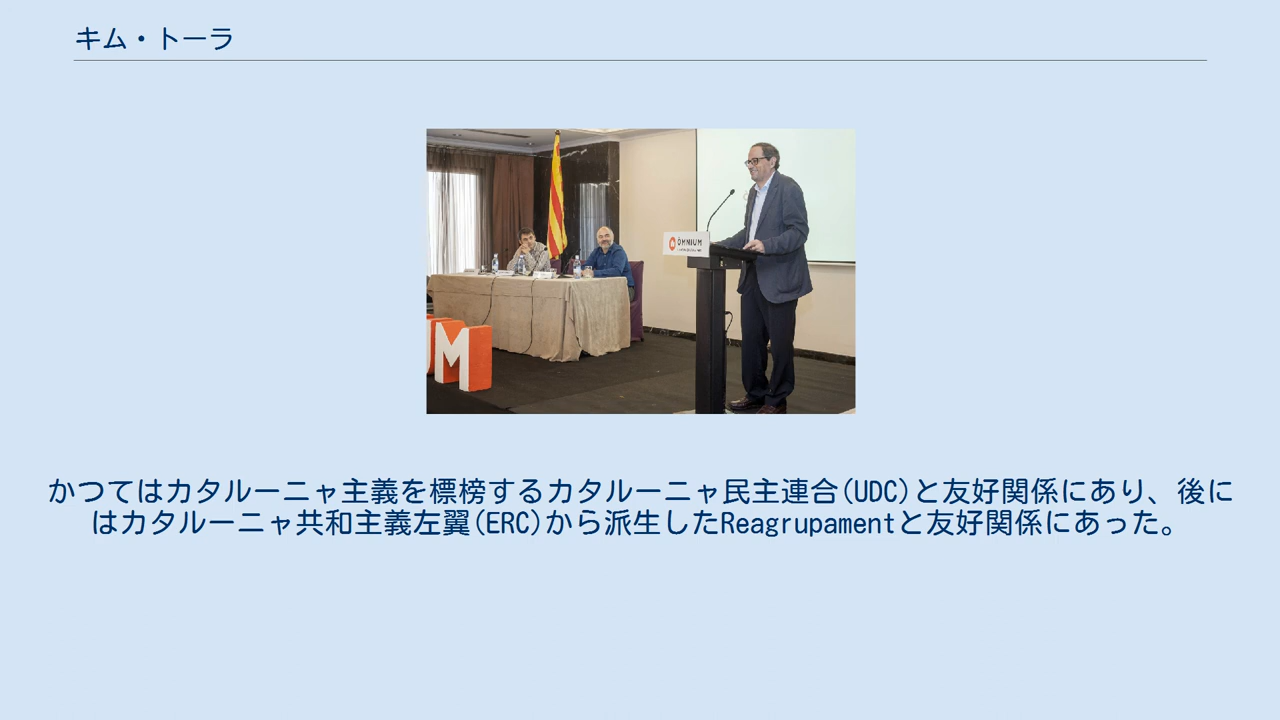 キム・トーラ
ÒMNIUM
UM
かつてはカタルーニャ主義を標榜するカタルーニャ民主連合(UDC)と友好関係にあり、後に
はカタルーニャ共和主義左翼(ERC)から派生したReagrupamentと友好関係にあった。